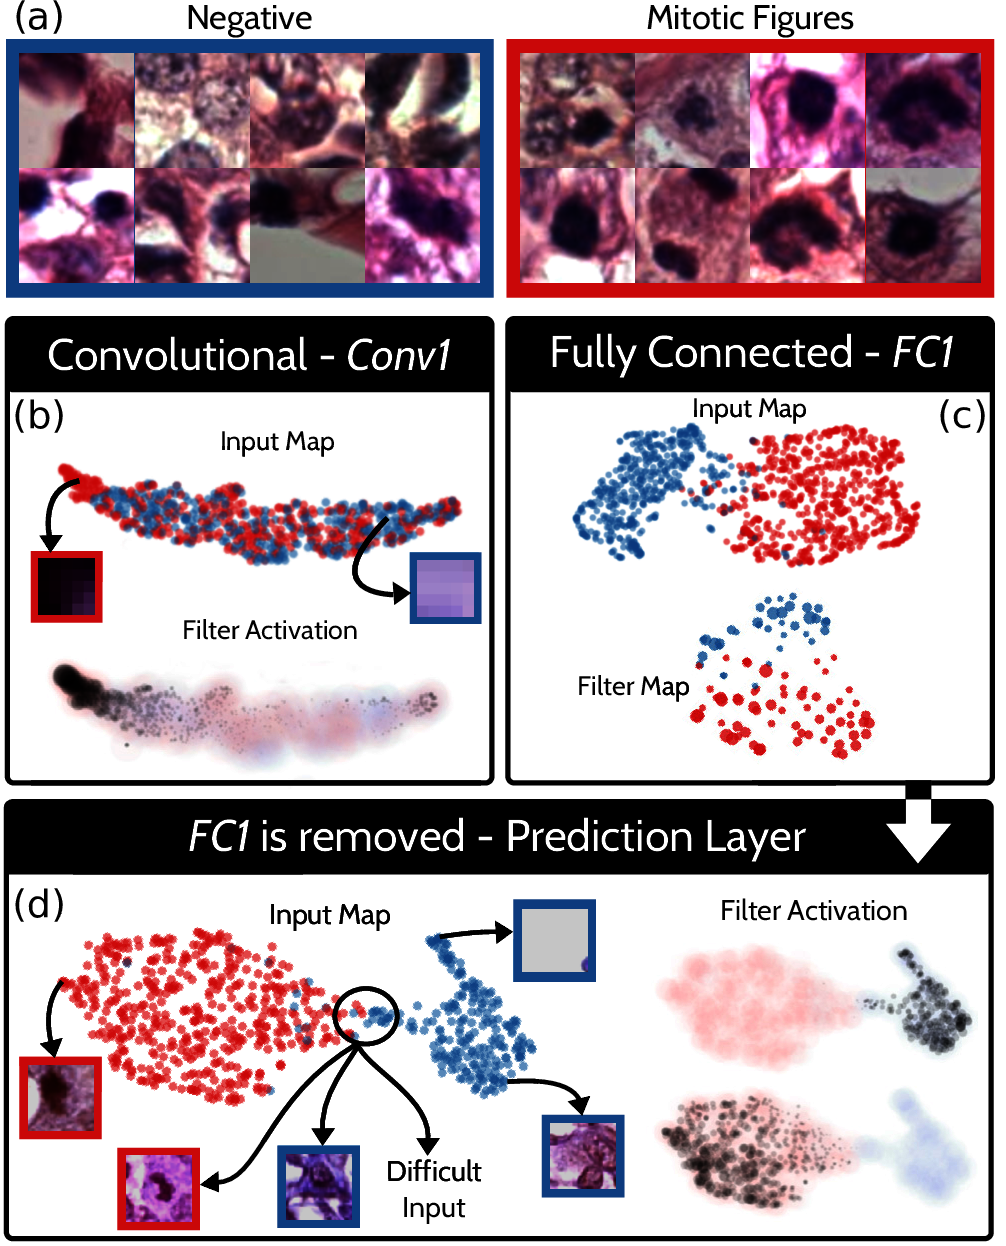 (a)
Negative
Mitotic Figures
Convolutional - Conv1
(b)
Input Map
Filter Activation
Fully Connected - FC1
Input Map
(c)
Filter Map
FC1 is removed - Prediction Layer
(d)
Input Map
Filter Activation
Difficult
Input